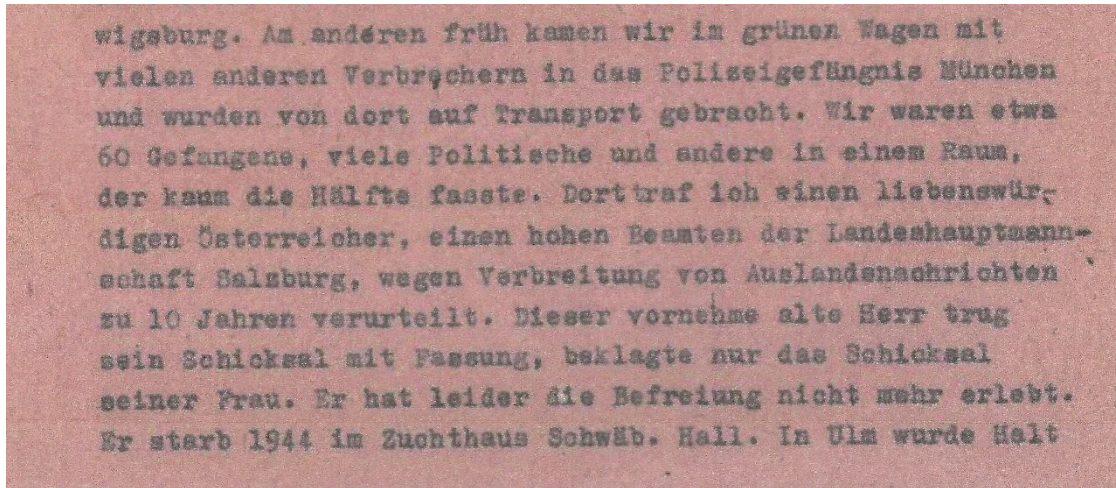 wigsburg. Am anderen früh kamen wir im grünen Wagen mit
vielen anderen Verbrechern in das Polizeigefängnis München
und wurden von dort auf Transport gebracht. Wir waren etwa
60 Gefangene, viele Politische und andere in einem Raum,
der kaum die Hälfte fasste. Dort traf ich einen liebenswür-
digen Österreicher, einen hohen Beamten der Landeshauptmann-
schaft Salzburg, wegen Verbreitung von Auslandsnachrichten
zu 10 Jahren verurteilt. Dieser vornehme alte Herr trug
sein Schicksal mit Fassung, beklagte nur das Schicksal
seiner Frau. Er hat leider die Befreiung nicht mehr erlebt.
Er starb 1944 im Zuchthaus Schwäb. Hall. In Ulm wurde Halt